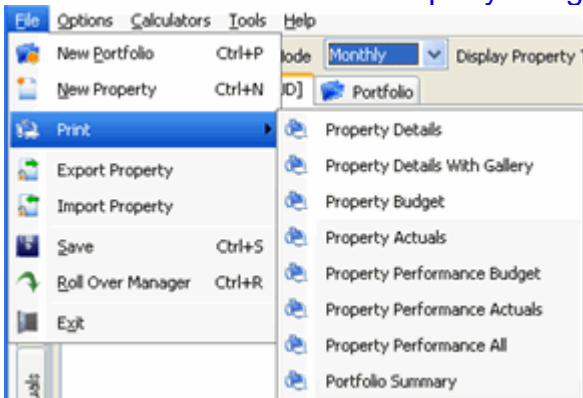 File Options Calculators Tools Help
New Portfolio Ctrl+P
New Property Ctrl+N
Print
Export Property
Import Property
Save Ctrl+S
Roll Over Manager Ctrl+R
Exit
Monthly Display Property
Portfolio
Property Details
Property Details With Gallery
Property Budget
Property Actuals
Property Performance Budget
Property Performance Actuals
Property Performance All
Portfolio Summary